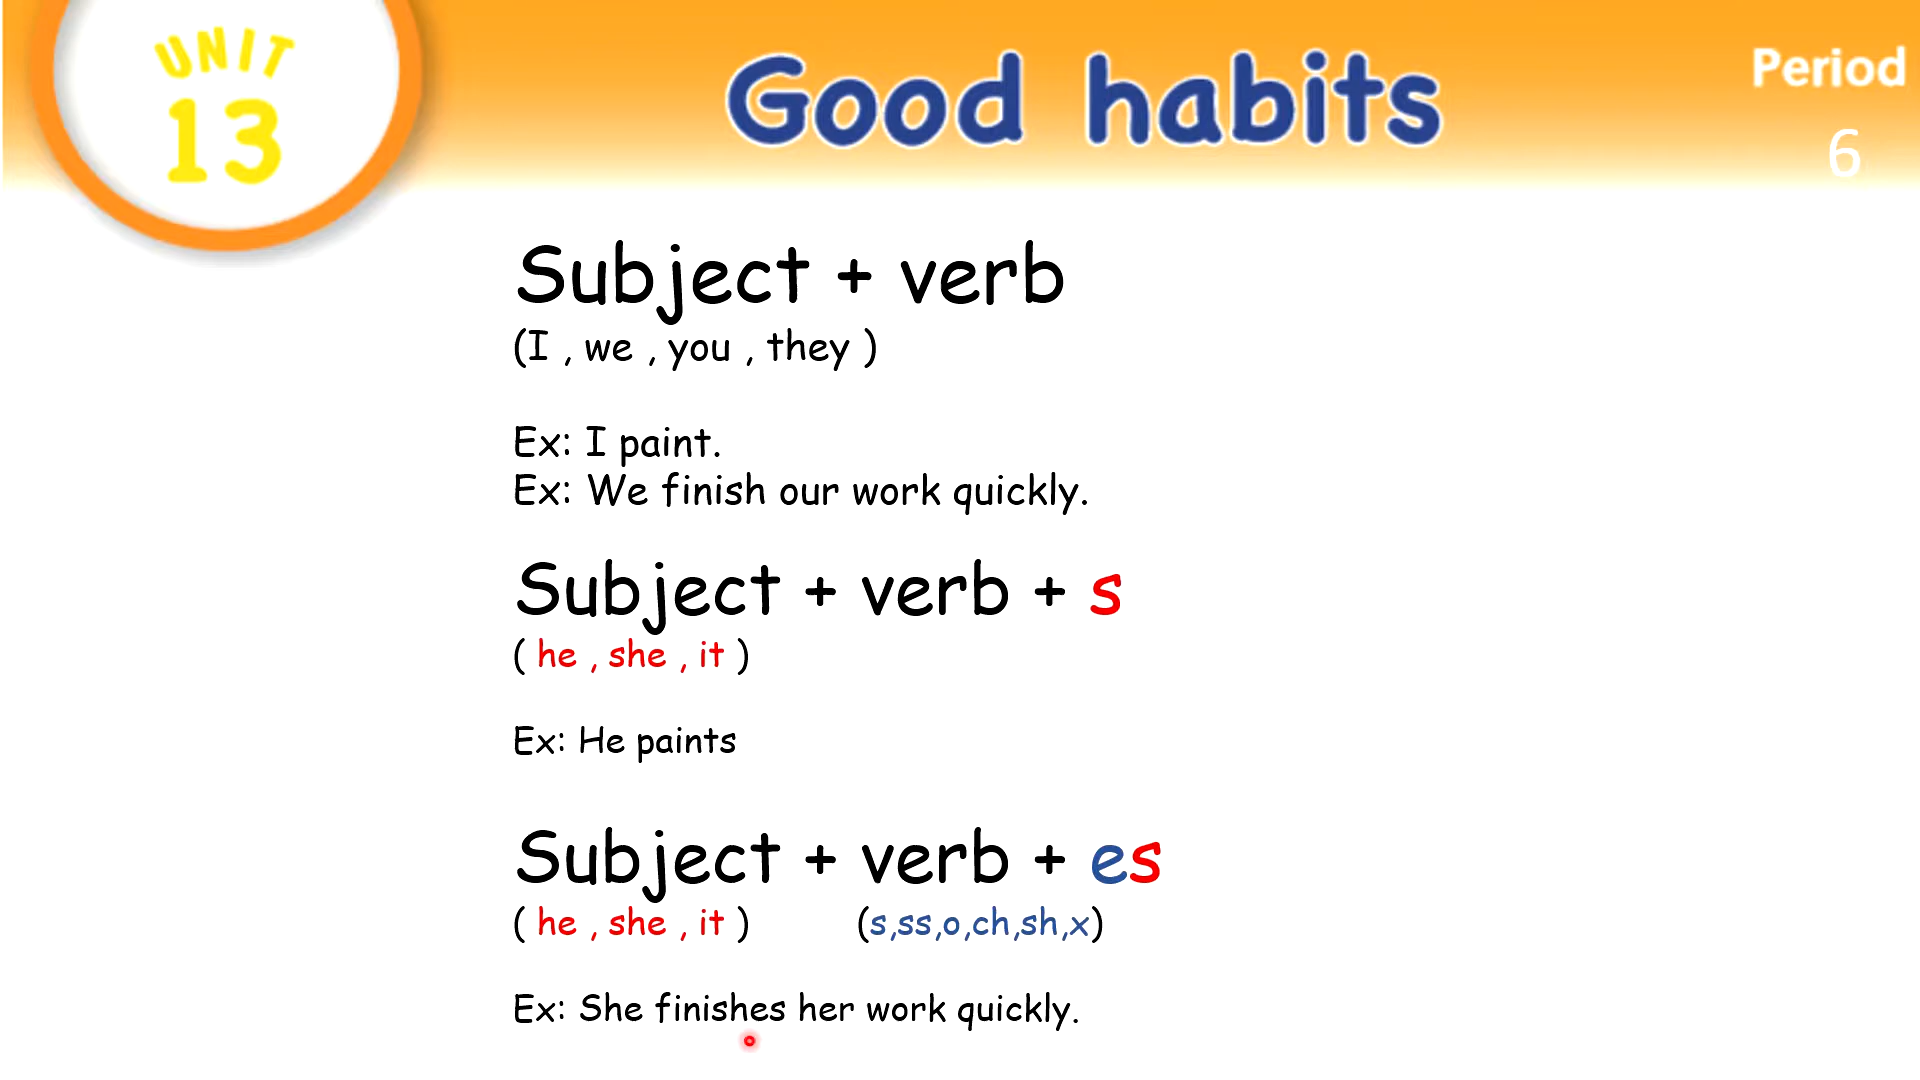 UNIT
13
Good habits
Period
6
Subject + verb
(I , we , you , they )
Ex: I paint.
Ex: We finish our work quickly.
Subject + verb + s
( he , she , it )
Ex: He paints
Subject + verb + es
( he , she , it ) (s,ss,o,ch,sh,x)
Ex: She finishes her work quickly.